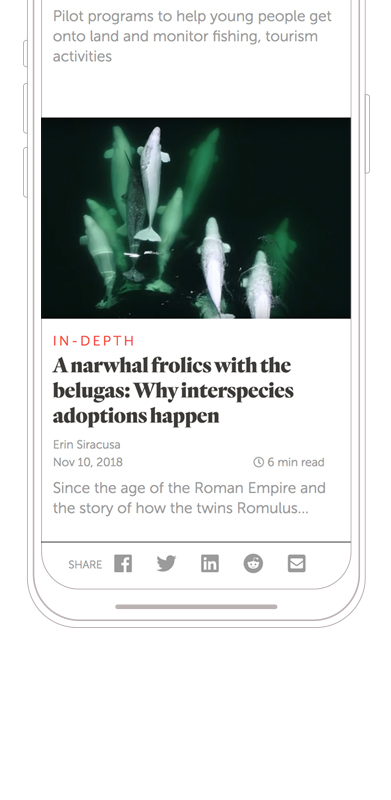 Pilot programs to help young people get
onto land and monitor fishing, tourism
activities
IN-DEPTH
A narwhal frolics with the
belugas: Why interspecies
adoptions happen
Erin Siracusa
Nov 10, 2018
6 min read
Since the age of the Roman Empire and
the story of how the twins Romulus...
SHARE